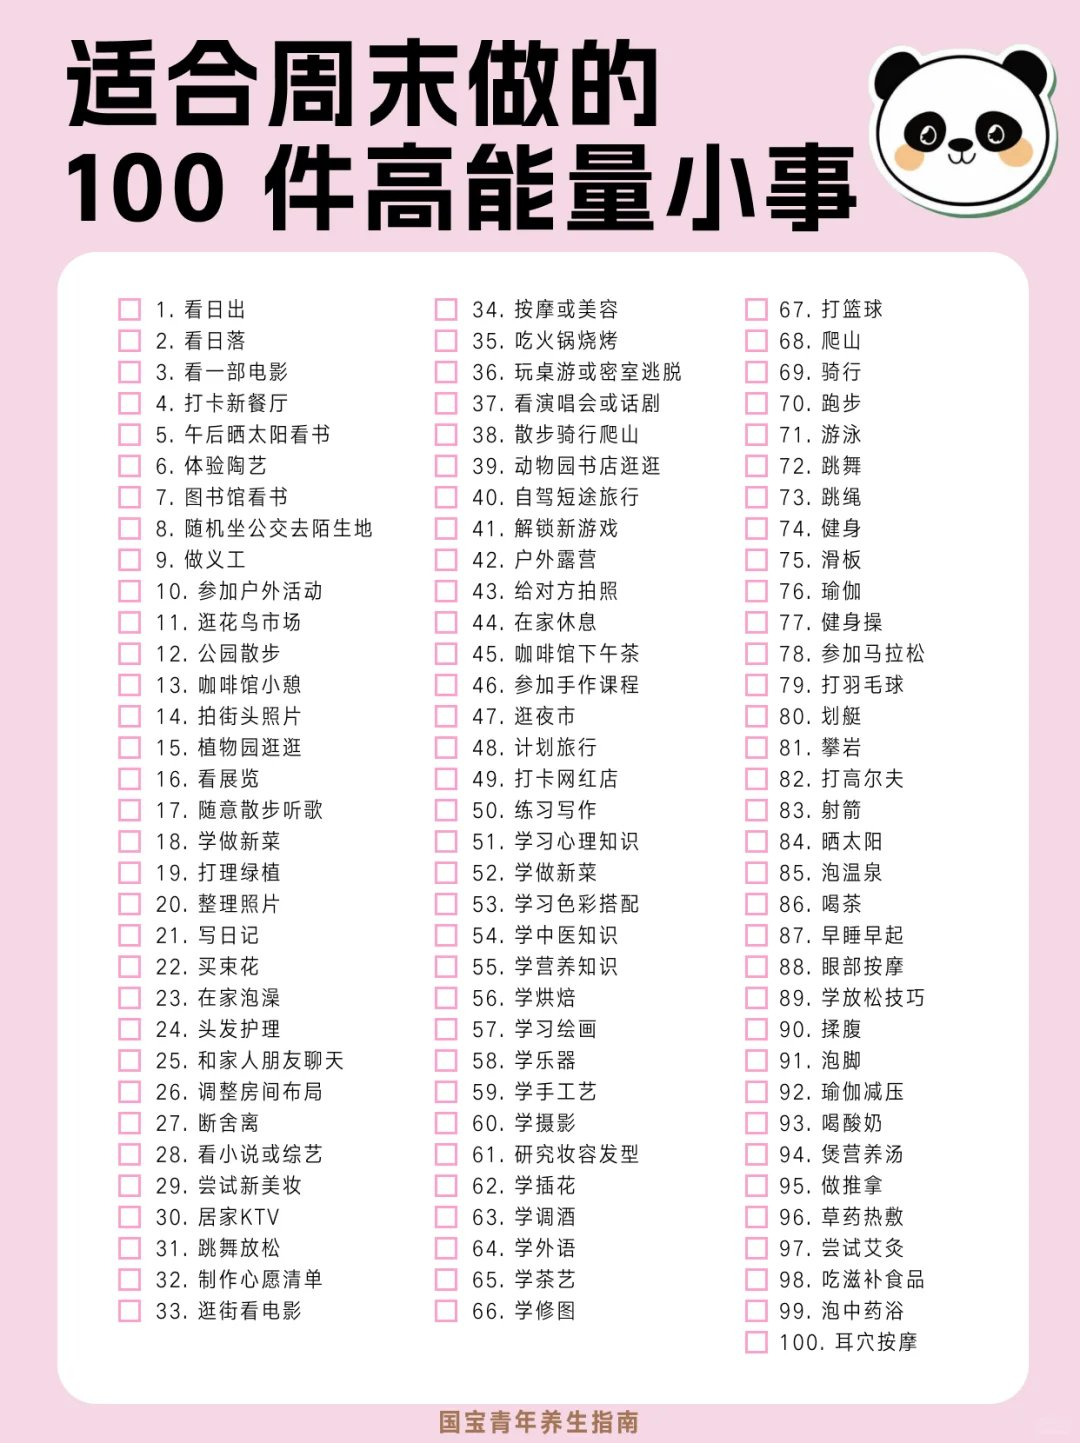 适合周末做的
100 件高能量小事
1. 看日出
2. 看日落
3. 看一部电影
4. 打卡新餐厅
5. 午后晒太阳看书
6. 体验陶艺
7. 图书馆看书
8. 随机坐公交去陌生地
9. 做义工
10. 参加户外活动
11. 逛花鸟市场
12. 公园散步
13. 咖啡馆小憩
14. 拍街头照片
15. 植物园逛逛
16. 看展览
17. 随意散步听歌
18. 学做新菜
19. 打理绿植
20. 整理照片
21. 写日记
22. 买束花
23. 在家泡澡
24. 头发护理
25. 和家人朋友聊天
26. 调整房间布局
27. 断舍离
28. 看小说或综艺
29. 尝试新美妆
30. 居家KTV
31. 跳舞放松
32. 制作心愿清单
33. 逛街看电影
34. 按摩或美容
35. 吃火锅烧烤
36. 玩桌游或密室逃脱
37. 看演唱会或话剧
38. 散步骑行爬山
39. 动物园书店逛逛
40. 自驾短途旅行
41. 解锁新游戏
42. 户外露营
43. 给对方拍照
44. 在家休息
45. 咖啡馆下午茶
46. 参加手作课程
47. 逛夜市
48. 计划旅行
49. 打卡网红店
50. 练习写作
51. 学习心理知识
52. 学做新菜
53. 学习色彩搭配
54. 学中医知识
55. 学营养知识
56. 学烘焙
57. 学习绘画
58. 学乐器
59. 学手工艺
60. 学摄影
61. 研究妆容发型
62. 学插花
63. 学调酒
64. 学外语
65. 学茶艺
66. 学修图
67. 打篮球
68. 爬山
69. 骑行
70. 跑步
71. 游泳
72. 跳舞
73. 跳绳
74. 健身
75. 滑板
76. 瑜伽
77. 健身操
78. 参加马拉松
79. 打羽毛球
80. 划艇
81. 攀岩
82. 打高尔夫
83. 射箭
84. 晒太阳
85. 泡温泉
86. 喝茶
87. 早睡早起
88. 眼部按摩
89. 学放松技巧
90. 揉腹
91. 泡脚
92. 瑜伽减压
93. 喝酸奶
94. 煲营养汤
95. 做推拿
96. 草药热敷
97. 尝试艾灸
98. 吃滋补食品
99. 泡中药浴
100. 耳穴按摩
国宝青年养生指南